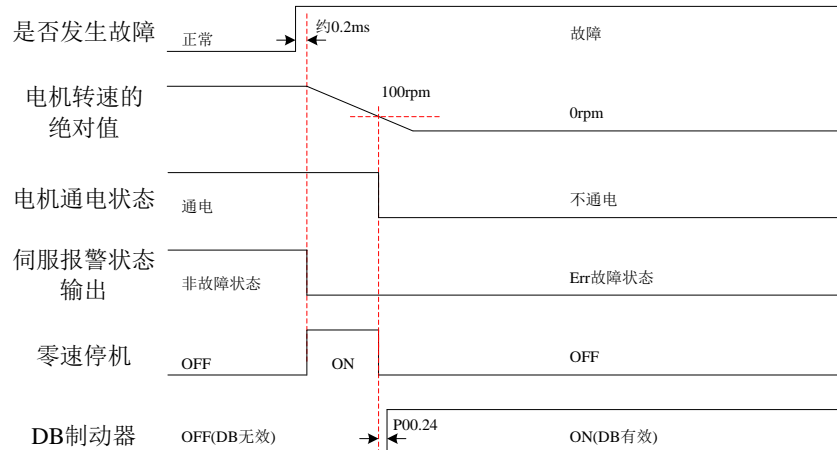 是否发生故障
正常
约0.2ms
故障
电机转速的
绝对值
100rpm
0rpm
电机通电状态
通电
不通电
伺服报警状态
输出
非故障状态
Err故障状态
零速停机
OFF
ON
OFF
DB制动器
OFF(DB无效)
P00.24
ON(DB有效)